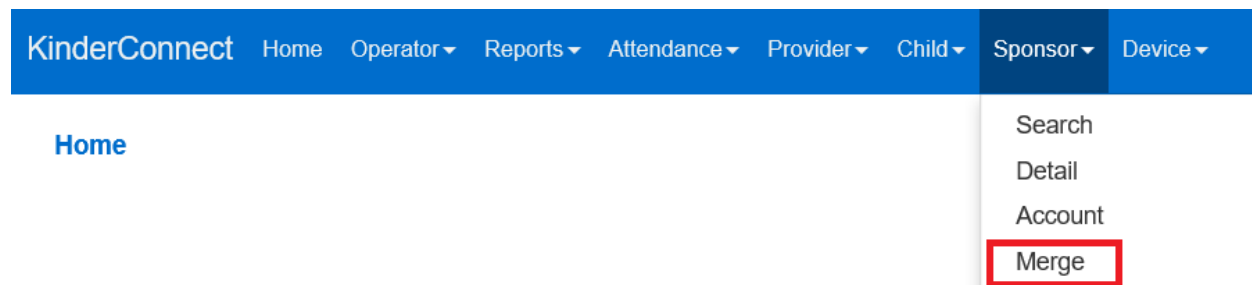 KinderConnect Home Operator Reports Attendance Provider Child Sponsor Device
Home
Search
Detail
Account
Merge